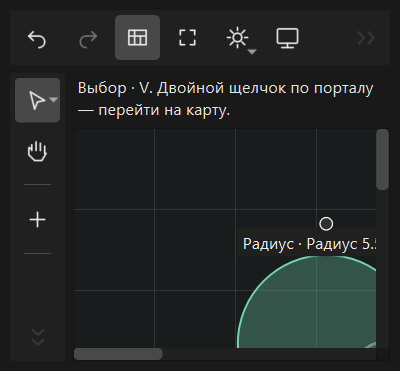 Выбор · V. Двойной щелчок по порталу
— перейти на карту.
Радиус · Радиус 5.